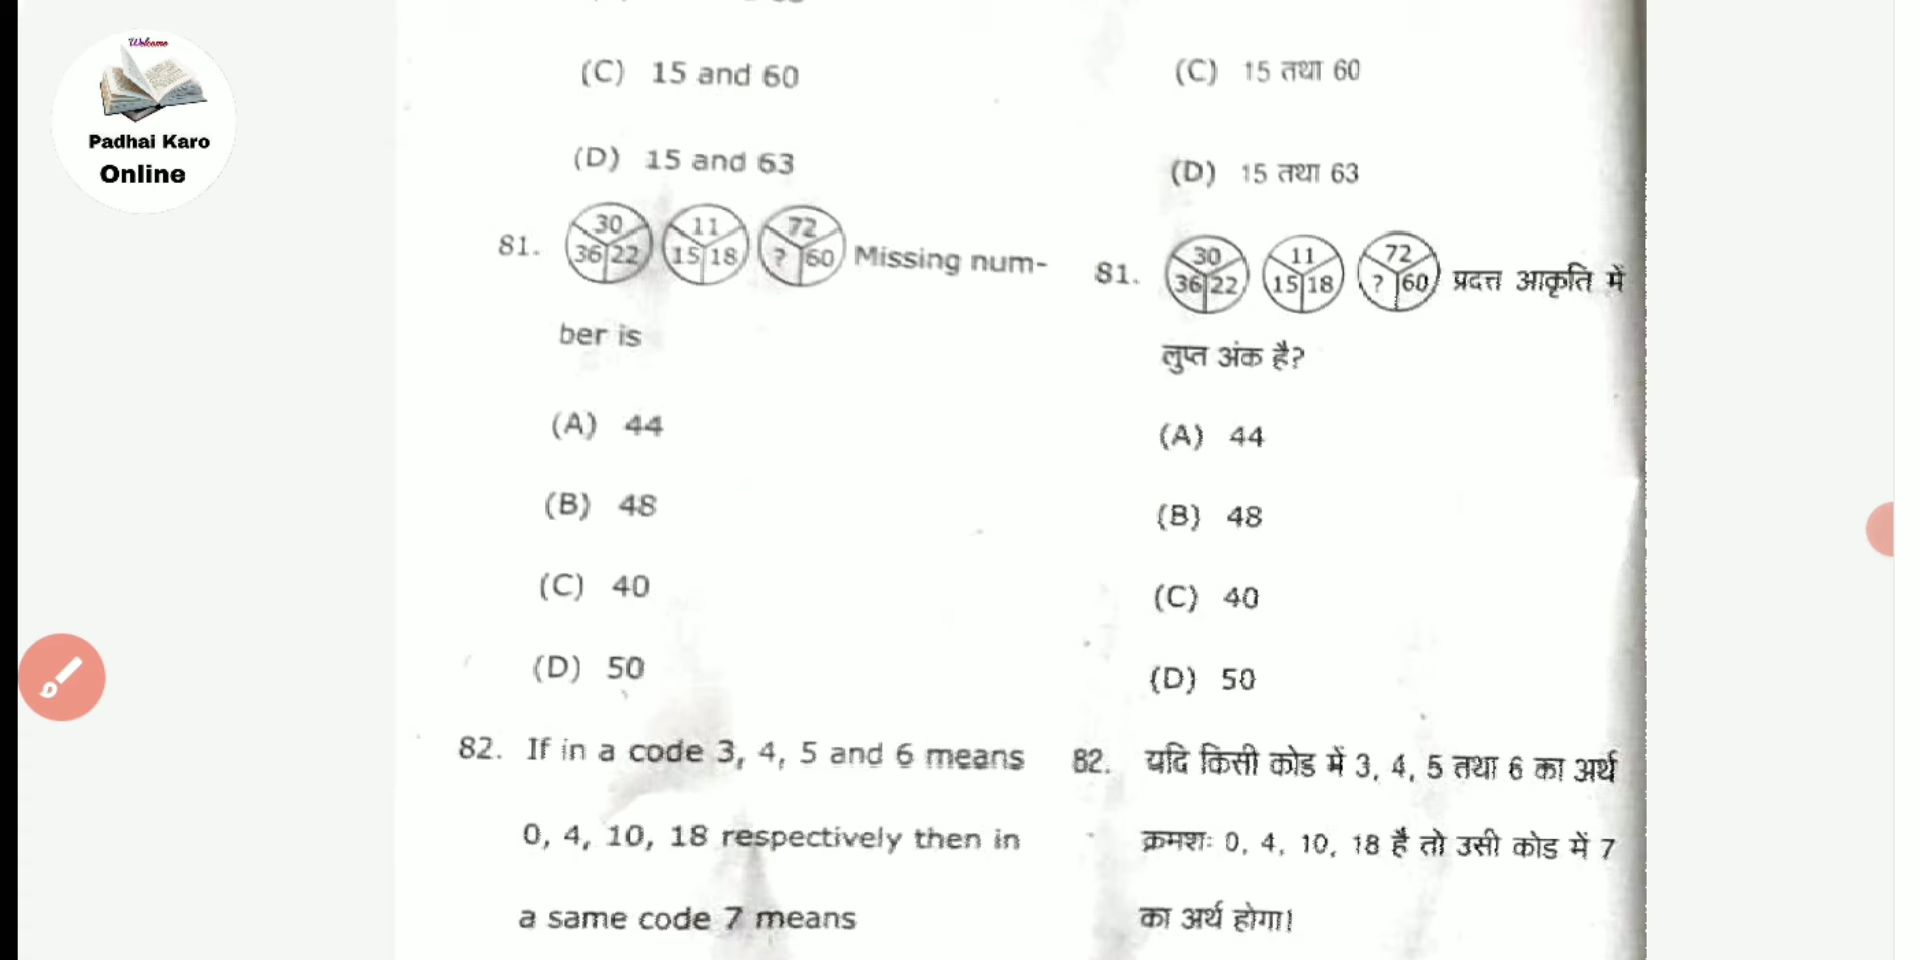 Welcome
Padhai Karo
Online
(C) 15 and 60
(D) 15 and 63
81. 30 36 22 11 15 18 72 ? 60 Missing num-
ber is
(A) 44
(B) 48
(C) 40
(D) 50
82. If in a code 3, 4, 5 and 6 means
0, 4, 10, 18 respectively then in
a same code 7 means
(C) 15 तथा 60
(D) 15 तथा 63
81. 30 36 22 11 15 18 72 ? 60 प्रदत्त आकृति में
लुप्त अंक है?
(A) 44
(B) 48
(C) 40
(D) 50
82. यदि किसी कोड में 3, 4, 5 तथा 6 का अर्थ
क्रमशः 0, 4, 10, 18 है तो उसी कोड में 7
का अर्थ होगा।